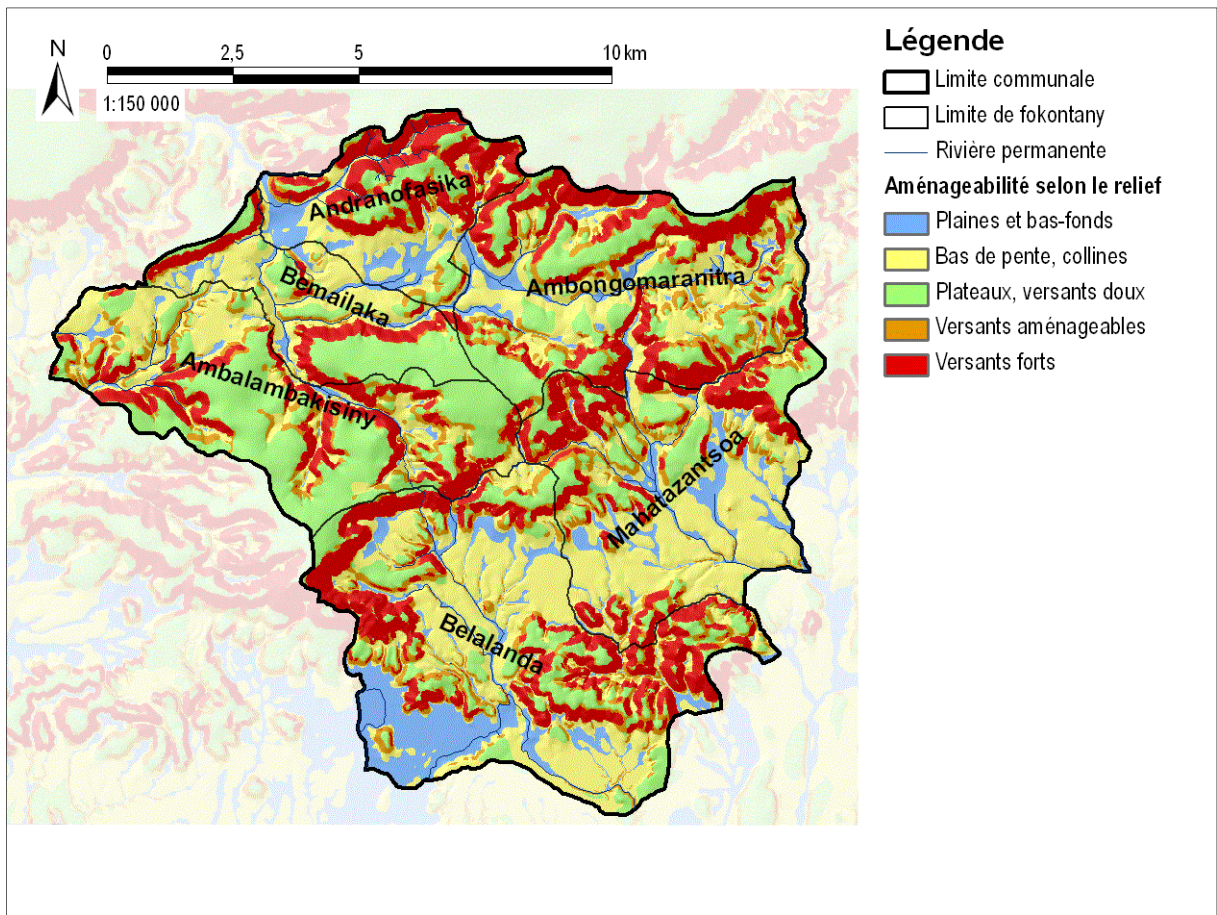 N
0 2,5 5 10 km
1:150 000
Légende
Limite communale
Limite de fokontany
Rivière permanente
Aménageabilité selon le relief
Plaines et bas-fonds
Bas de pente, collines
Plateaux, versants doux
Versants aménageables
Versants forts
Andranofasika
Bemailaka
Ambongomaranitra
Ambalambakisiny
Mahatazantsoa
Belalanda